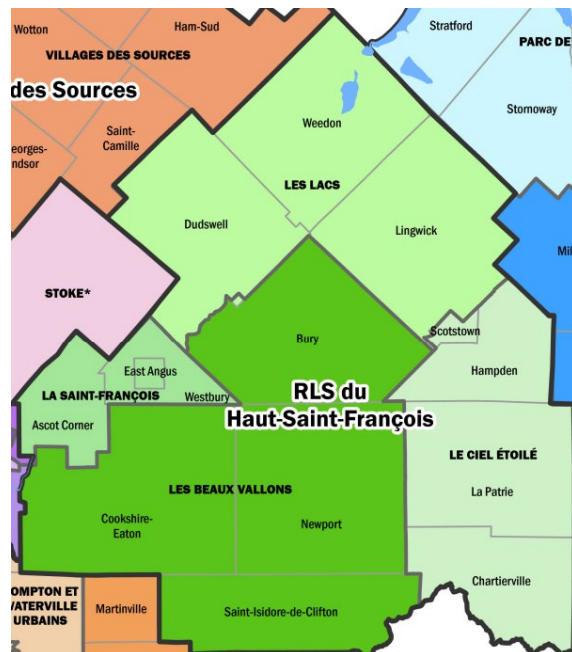 Wotton
Ham-Sud
Stratford
VILLAGES DES SOURCES
PARC DE
des Sources
Stornoway
Weedon
Saint-
Camille
LES LACS
Dudswell
Lingwick
STOKE*
Scotstown
Bury
East Angus
Hampden
LA SAINT-FRANÇOIS
Westbury
RLS du
Haut-Saint-François
Ascot Corner
LE CIEL ÉTOILÉ
LES BEAUX VALLONS
La Patrie
Cookshire-
Eaton
Newport
Chartierville
WATERVILLE
URBAINS
Martinville
Saint-Isidore-de-Clifton